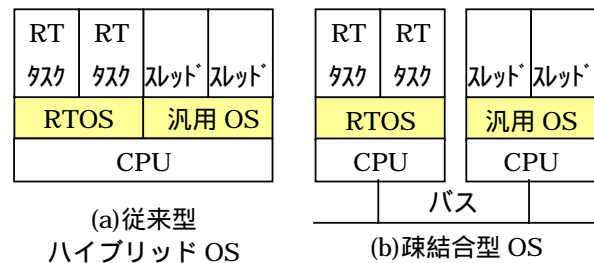 RT RT RT RT
タスク タスク スレッド スレッド タスク タスク スレッド スレッド
RTOS 汎用 OS RTOS 汎用 OS
CPU CPU CPU
バス
(a)従来型
ハイブリッド OS
(b)疎結合型 OS